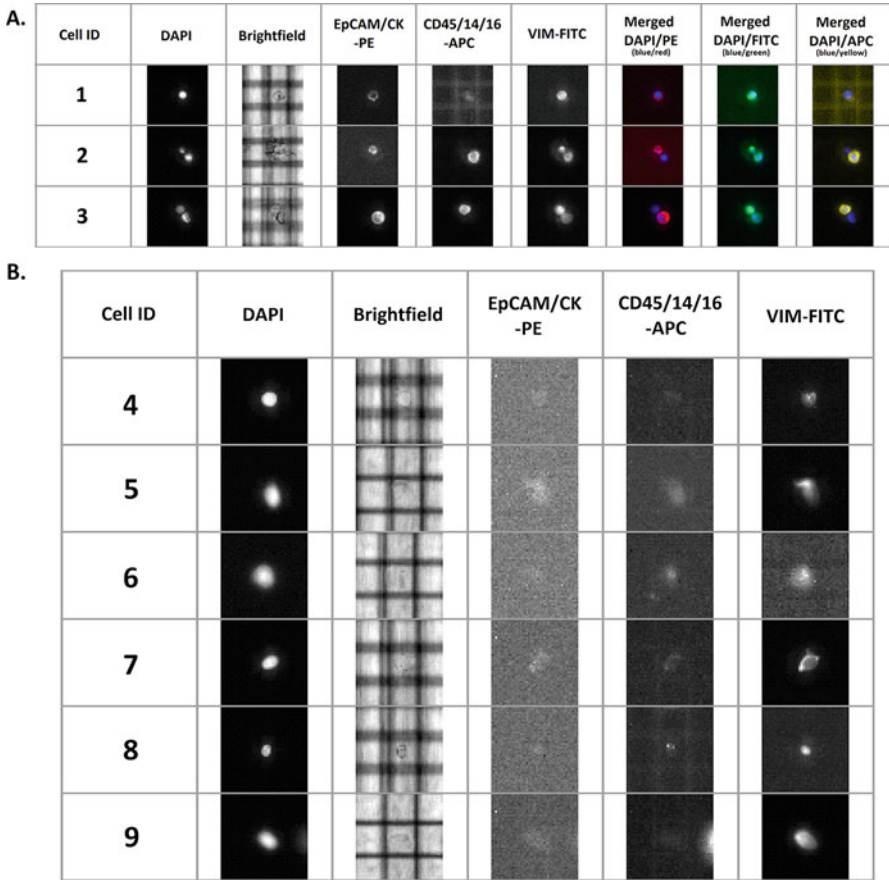 A.
Cell ID DAPI Brightfield EpCAM/CK CD45/14/16 VIM-FITC Merged Merged Merged
-PE -APC DAPI/PE DAPI/FITC DAPI/APC
(blue/red) (blue/green) (blue/yellow)
1
2
3
B.
Cell ID DAPI Brightfield EpCAM/CK CD45/14/16 VIM-FITC
-PE -APC
4
5
6
7
8
9